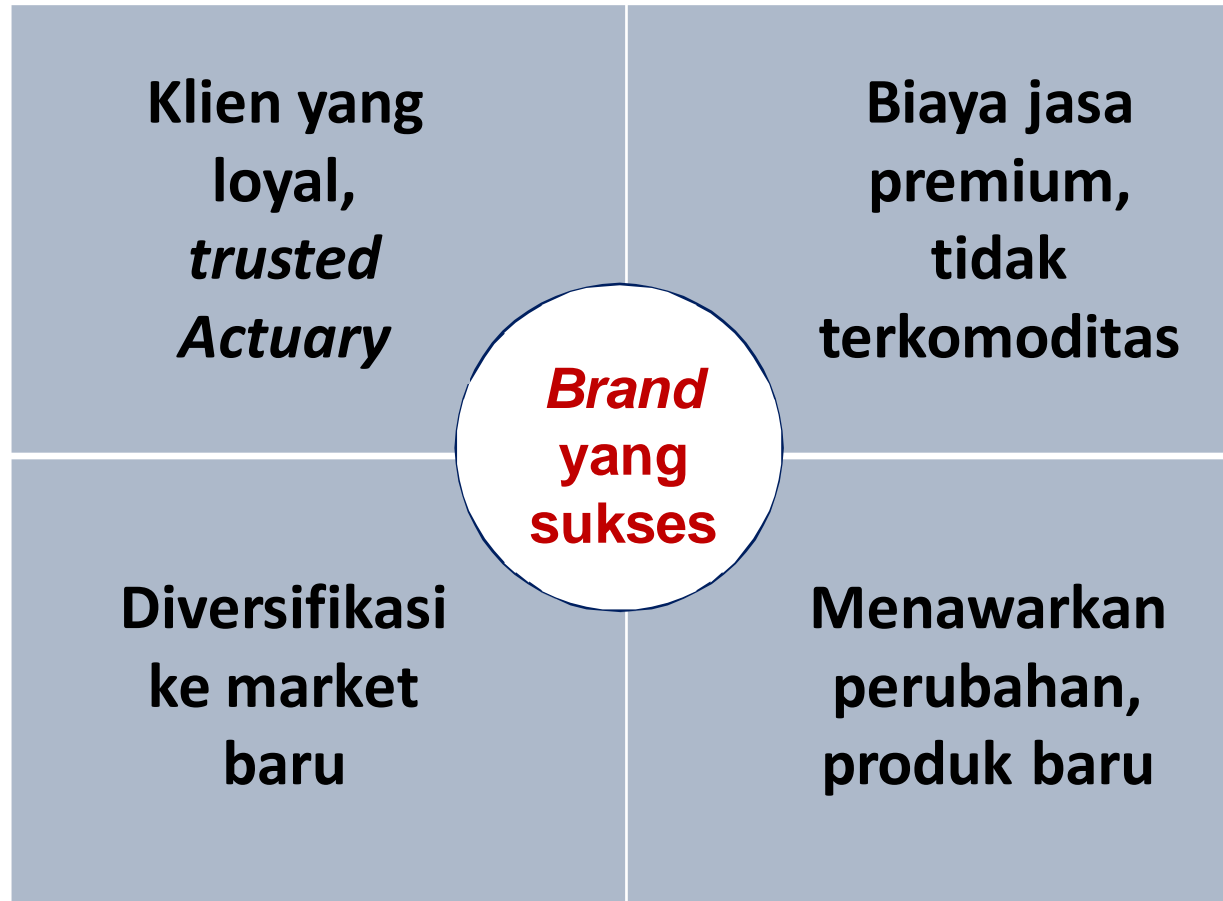 Klien yang
loyal,
trusted
Actuary
Biaya jasa
premium,
tidak
terkomoditas
Brand
yang
sukses
Diversifikasi
ke market
baru
Menawarkan
perubahan,
produk baru